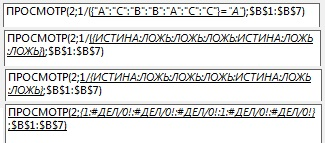 ПРОСМОТР(2;1/({"A":"C":"B":"B":"A":"C":"C"}="A");$B$1:$B$7)
ПРОСМОТР(2;1/({ИСТИНА:ЛОЖЬ:ЛОЖЬ:ЛОЖЬ:ИСТИНА:ЛОЖЬ:
ЛОЖЬ});$B$1:$B$7)
ПРОСМОТР(2;1/{ИСТИНА:ЛОЖЬ:ЛОЖЬ:ЛОЖЬ:ИСТИНА:ЛОЖЬ:
ЛОЖЬ};$B$1:$B$7)
ПРОСМОТР(2;{1:#ДЕЛ/0!:#ДЕЛ/0!:#ДЕЛ/0!:1:#ДЕЛ/0!:#ДЕЛ/0!}
;$B$1:$B$7)